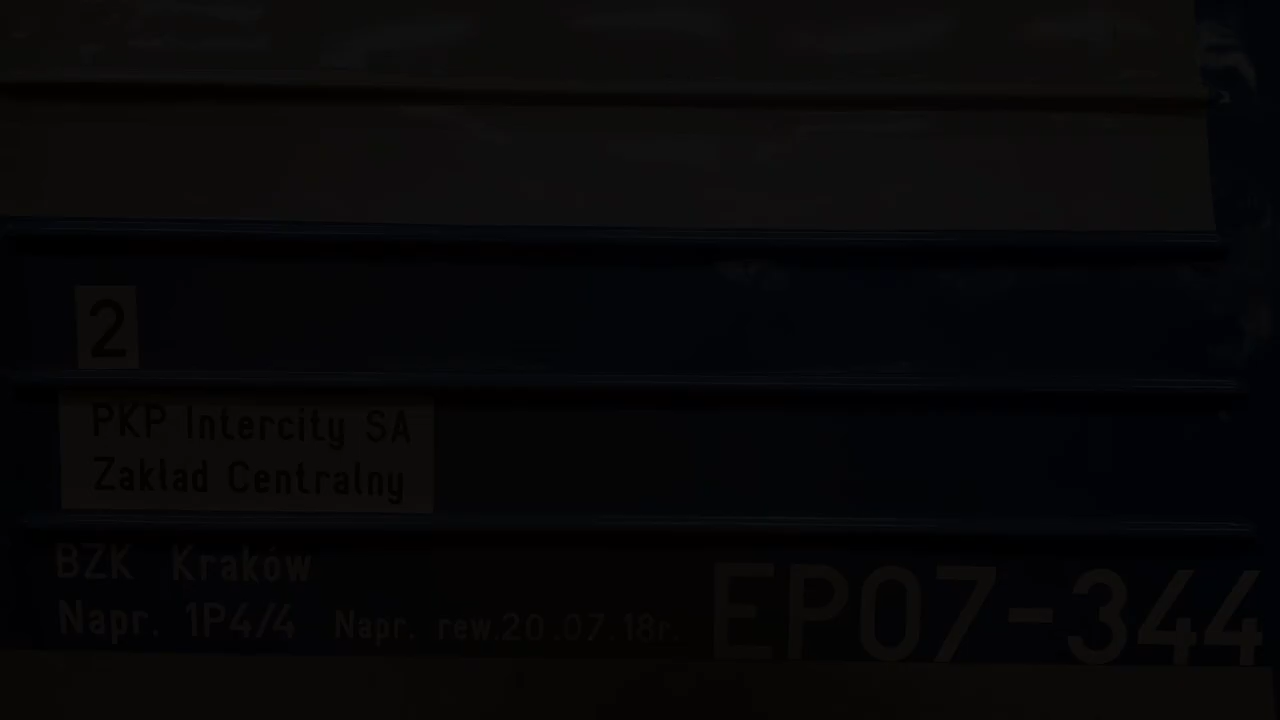 2
PKP Intercity SA
Zakład Centralny
BZK Kraków
Napr. 1P4/4 Napr. rew.20.07.18r.
EP07-344